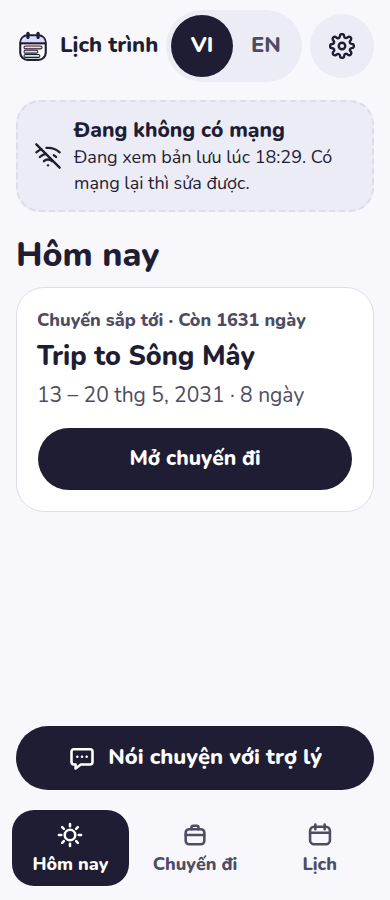 Lịch trình
VI
EN
Đang không có mạng
Đang xem bản lưu lúc 18:29. Có
mạng lại thì sửa được.
Hôm nay
Chuyến sắp tới · Còn 1631 ngày
Trip to Sông Mây
13 – 20 thg 5, 2031 · 8 ngày
Mở chuyến đi
Nói chuyện với trợ lý
Hôm nay
Chuyến đi
Lịch